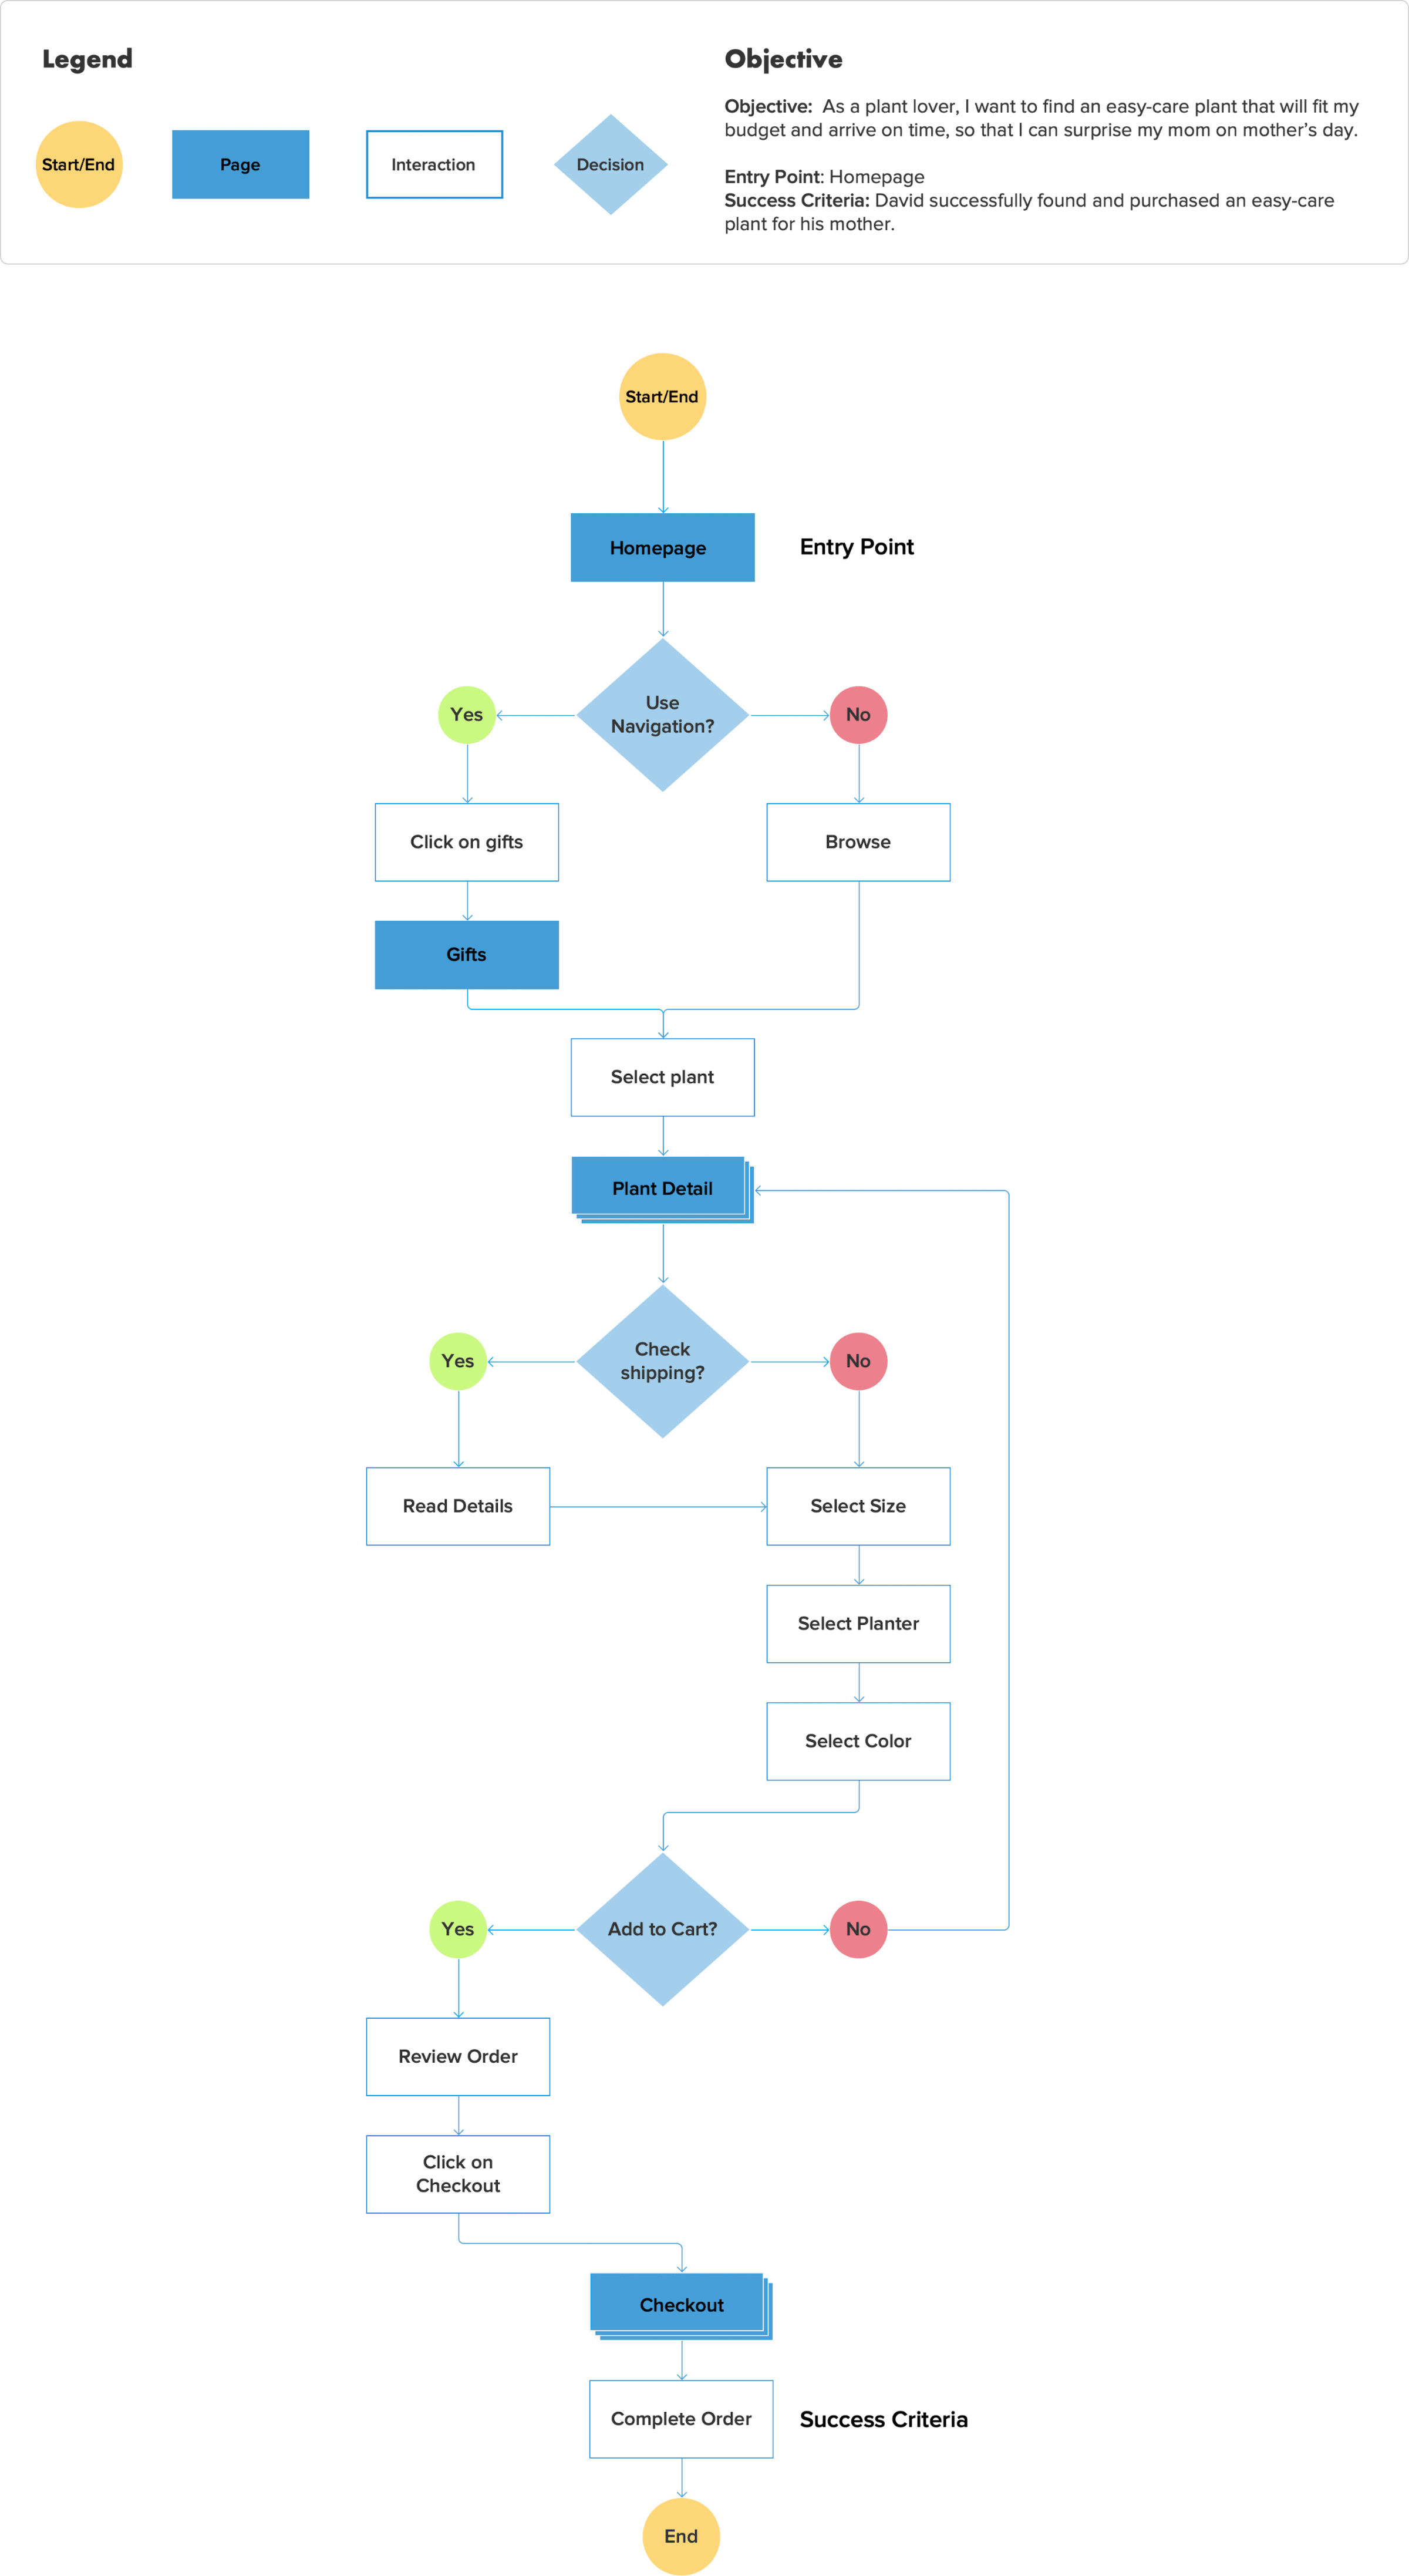 Legend
Start/End
Page
Interaction
Decision
Objective
Objective:  As a plant lover, I want to find an easy-care plant that will fit my
budget and arrive on time, so that I can surprise my mom on mother’s day.
Entry Point: Homepage
Success Criteria: David successfully found and purchased an easy-care
plant for his mother.
Start/End
Homepage
Entry Point
Use
Navigation?
Yes
No
Click on gifts
Browse
Gifts
Select plant
Plant Detail
Check
shipping?
Yes
No
Read Details
Select Size
Select Planter
Select Color
Add to Cart?
Yes
No
Review Order
Click on
Checkout
Checkout
Complete Order
Success Criteria
End